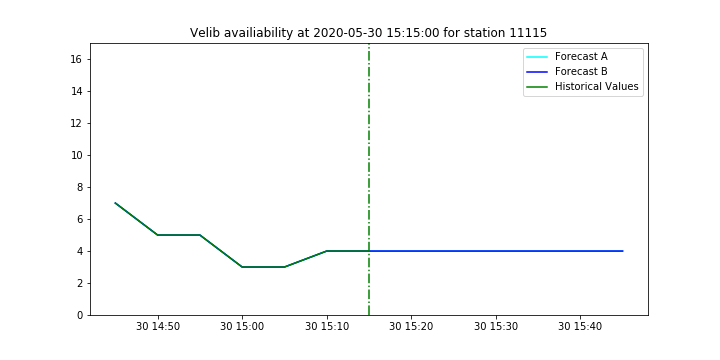 Velib availiability at 2020-05-30 15:15:00 for station 11115
Forecast A
Forecast B
Historical Values
16
14
12
10
8
6
4
2
0
30 14:50 30 15:00 30 15:10 30 15:20 30 15:30 30 15:40